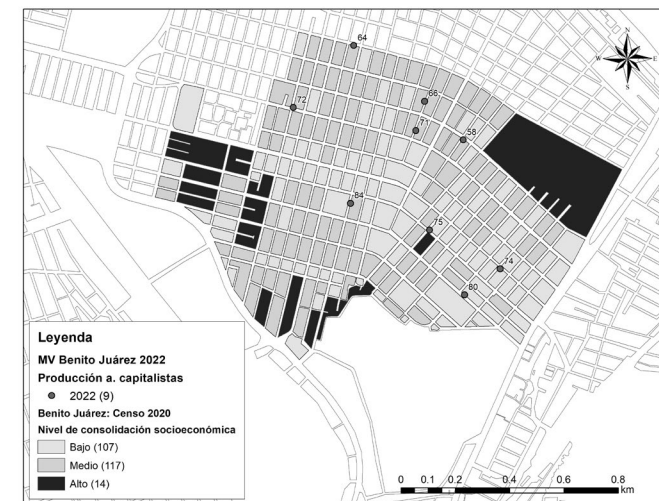 N
W E
S
64
66
72
71
58
84
75
74
80
Leyenda
MV Benito Juárez 2022
Producción a. capitalistas
2022 (9)
Benito Juárez: Censo 2020
Nivel de consolidación socioeconómica
Bajo (107)
Medio (117)
Alto (14)
0 0.1 0.2 0.4 0.6 0.8
km